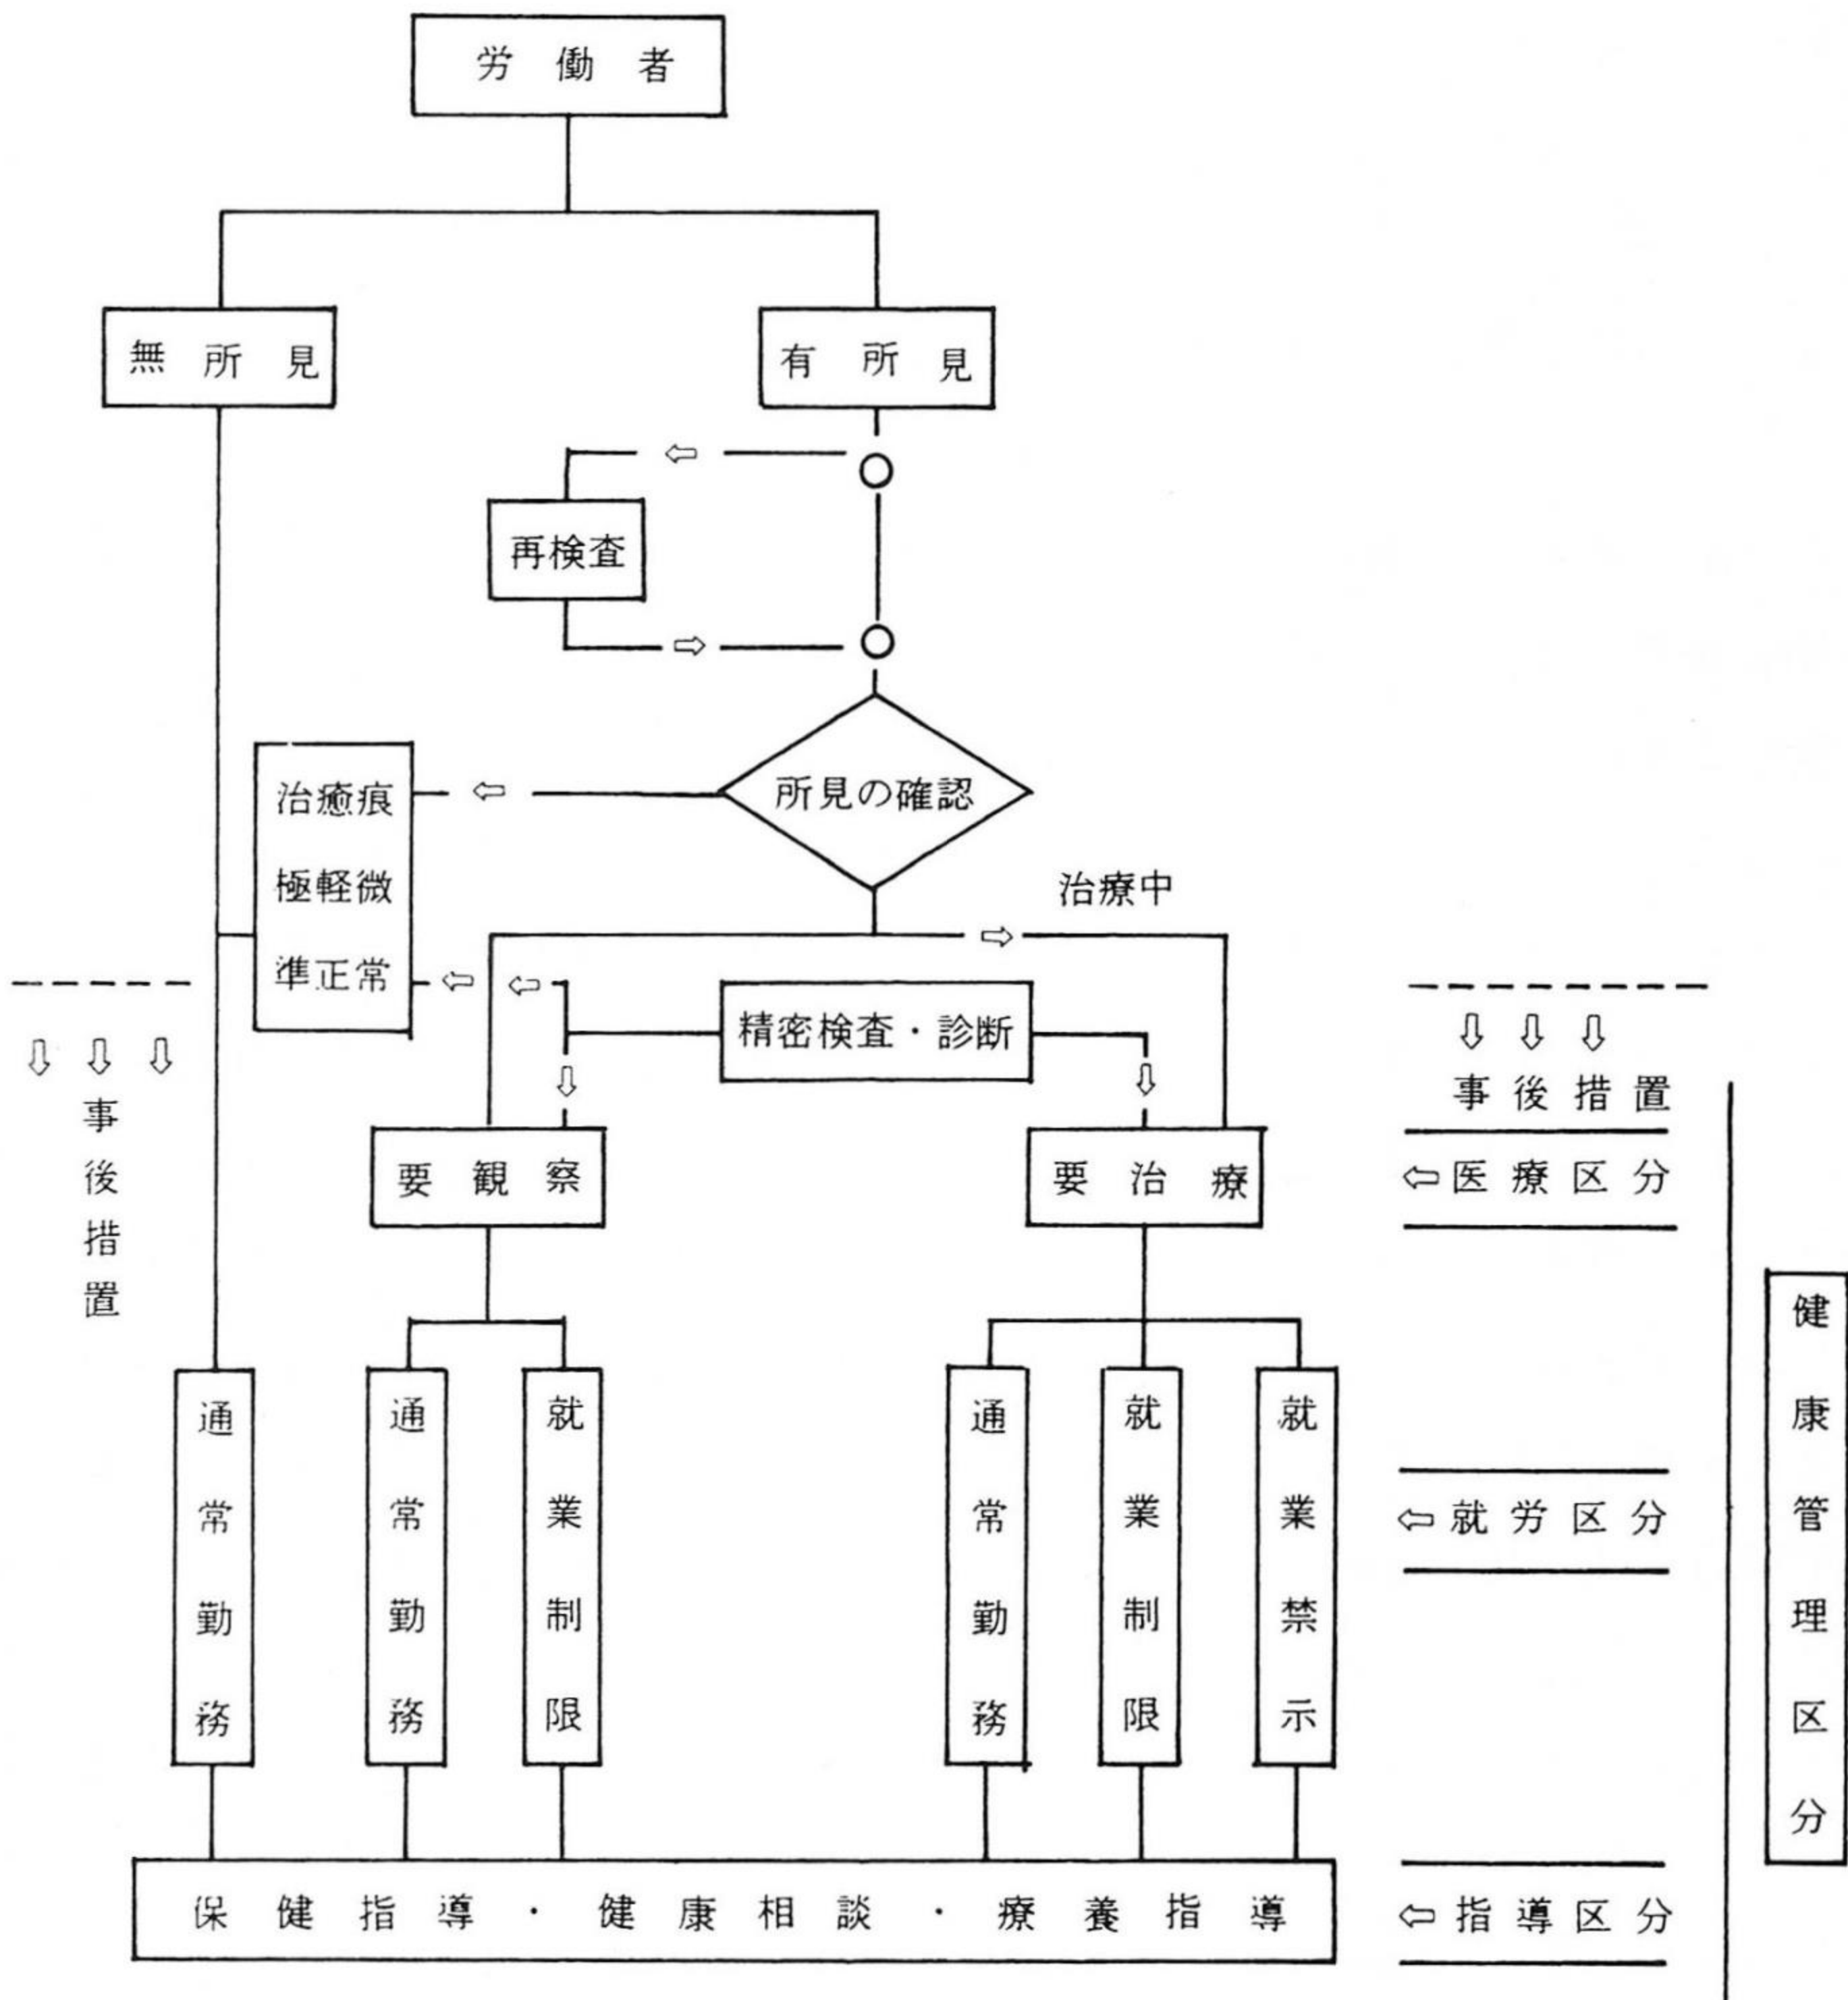 労働者
無所見
有所見
再検査
所見の確認
治癒痕
極軽微
準正常
治療中
精密検査・診断
事後措置
事後措置
要観察
要治療
⇦医療区分
通常勤務
通常勤務
就業制限
通常勤務
就業制限
就業禁示
⇦就労区分
健康管理区分
保健指導・健康相談・療養指導
⇦指導区分